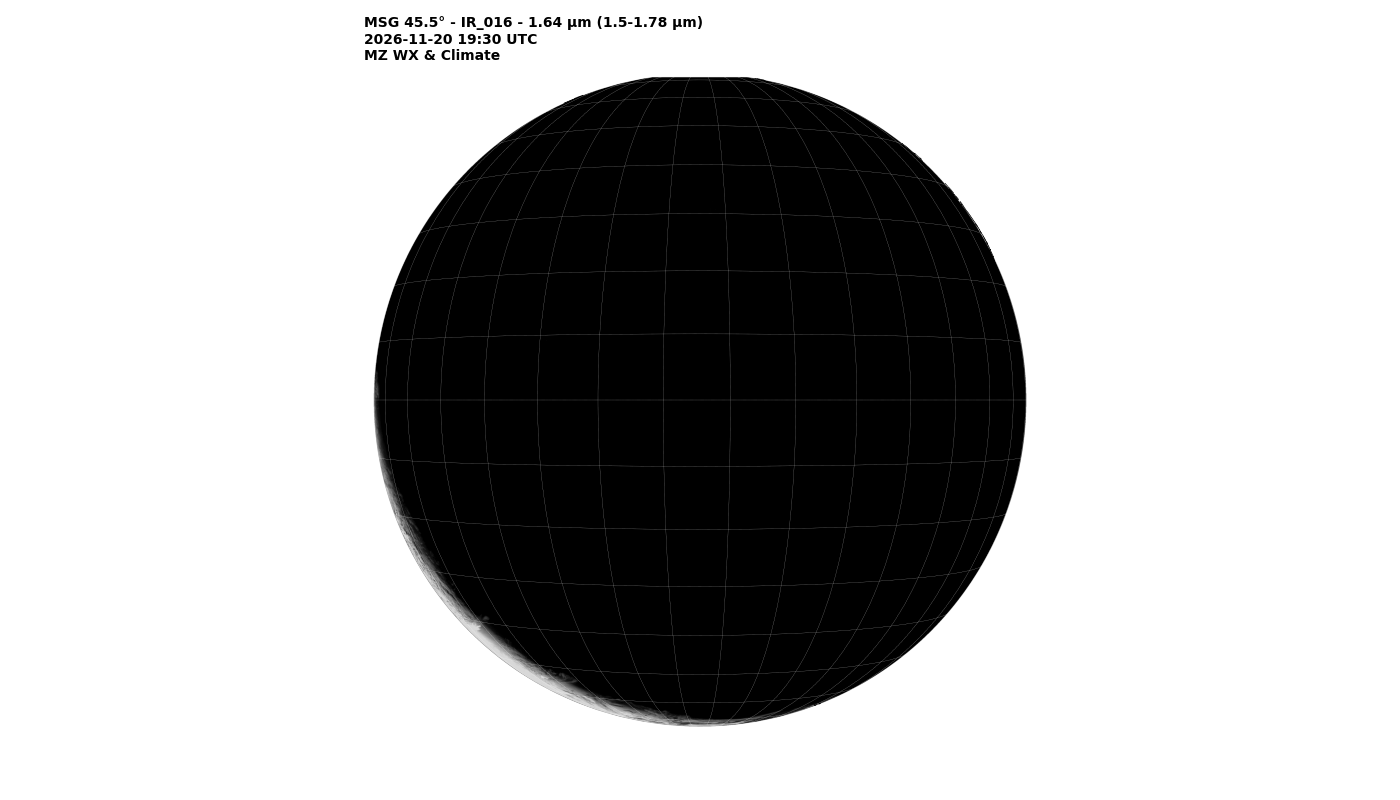 MSG 45.5° - IR_016 - 1.64 µm (1.5-1.78 µm)
2026-11-20 19:30 UTC
MZ WX & Climate